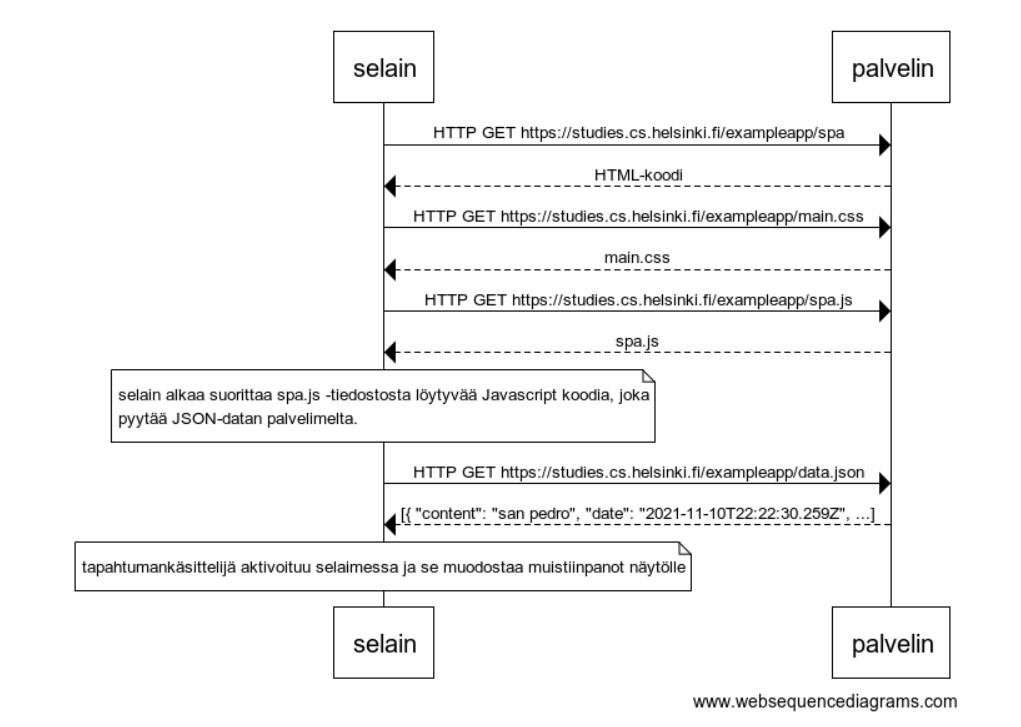 selain
palvelin
HTTP GET https://studies.cs.helsinki.fi/exampleapp/spa
HTML-koodi
HTTP GET https://studies.cs.helsinki.fi/exampleapp/main.css
main.css
HTTP GET https://studies.cs.helsinki.fi/exampleapp/spa.js
spa.js
selain alkaa suorittaa spa.js -tiedostosta löytyvää Javascript koodia, joka
pyytää JSON-datan palvelimelta.
HTTP GET https://studies.cs.helsinki.fi/exampleapp/data.json
[{ "content": "san pedro", "date": "2021-11-10T22:22:30.259Z", ...]
tapahtumankäsittelijä aktivoituu selaimessa ja se muodostaa muistiinpanot näytölle
selain
palvelin
www.websequencediagrams.com